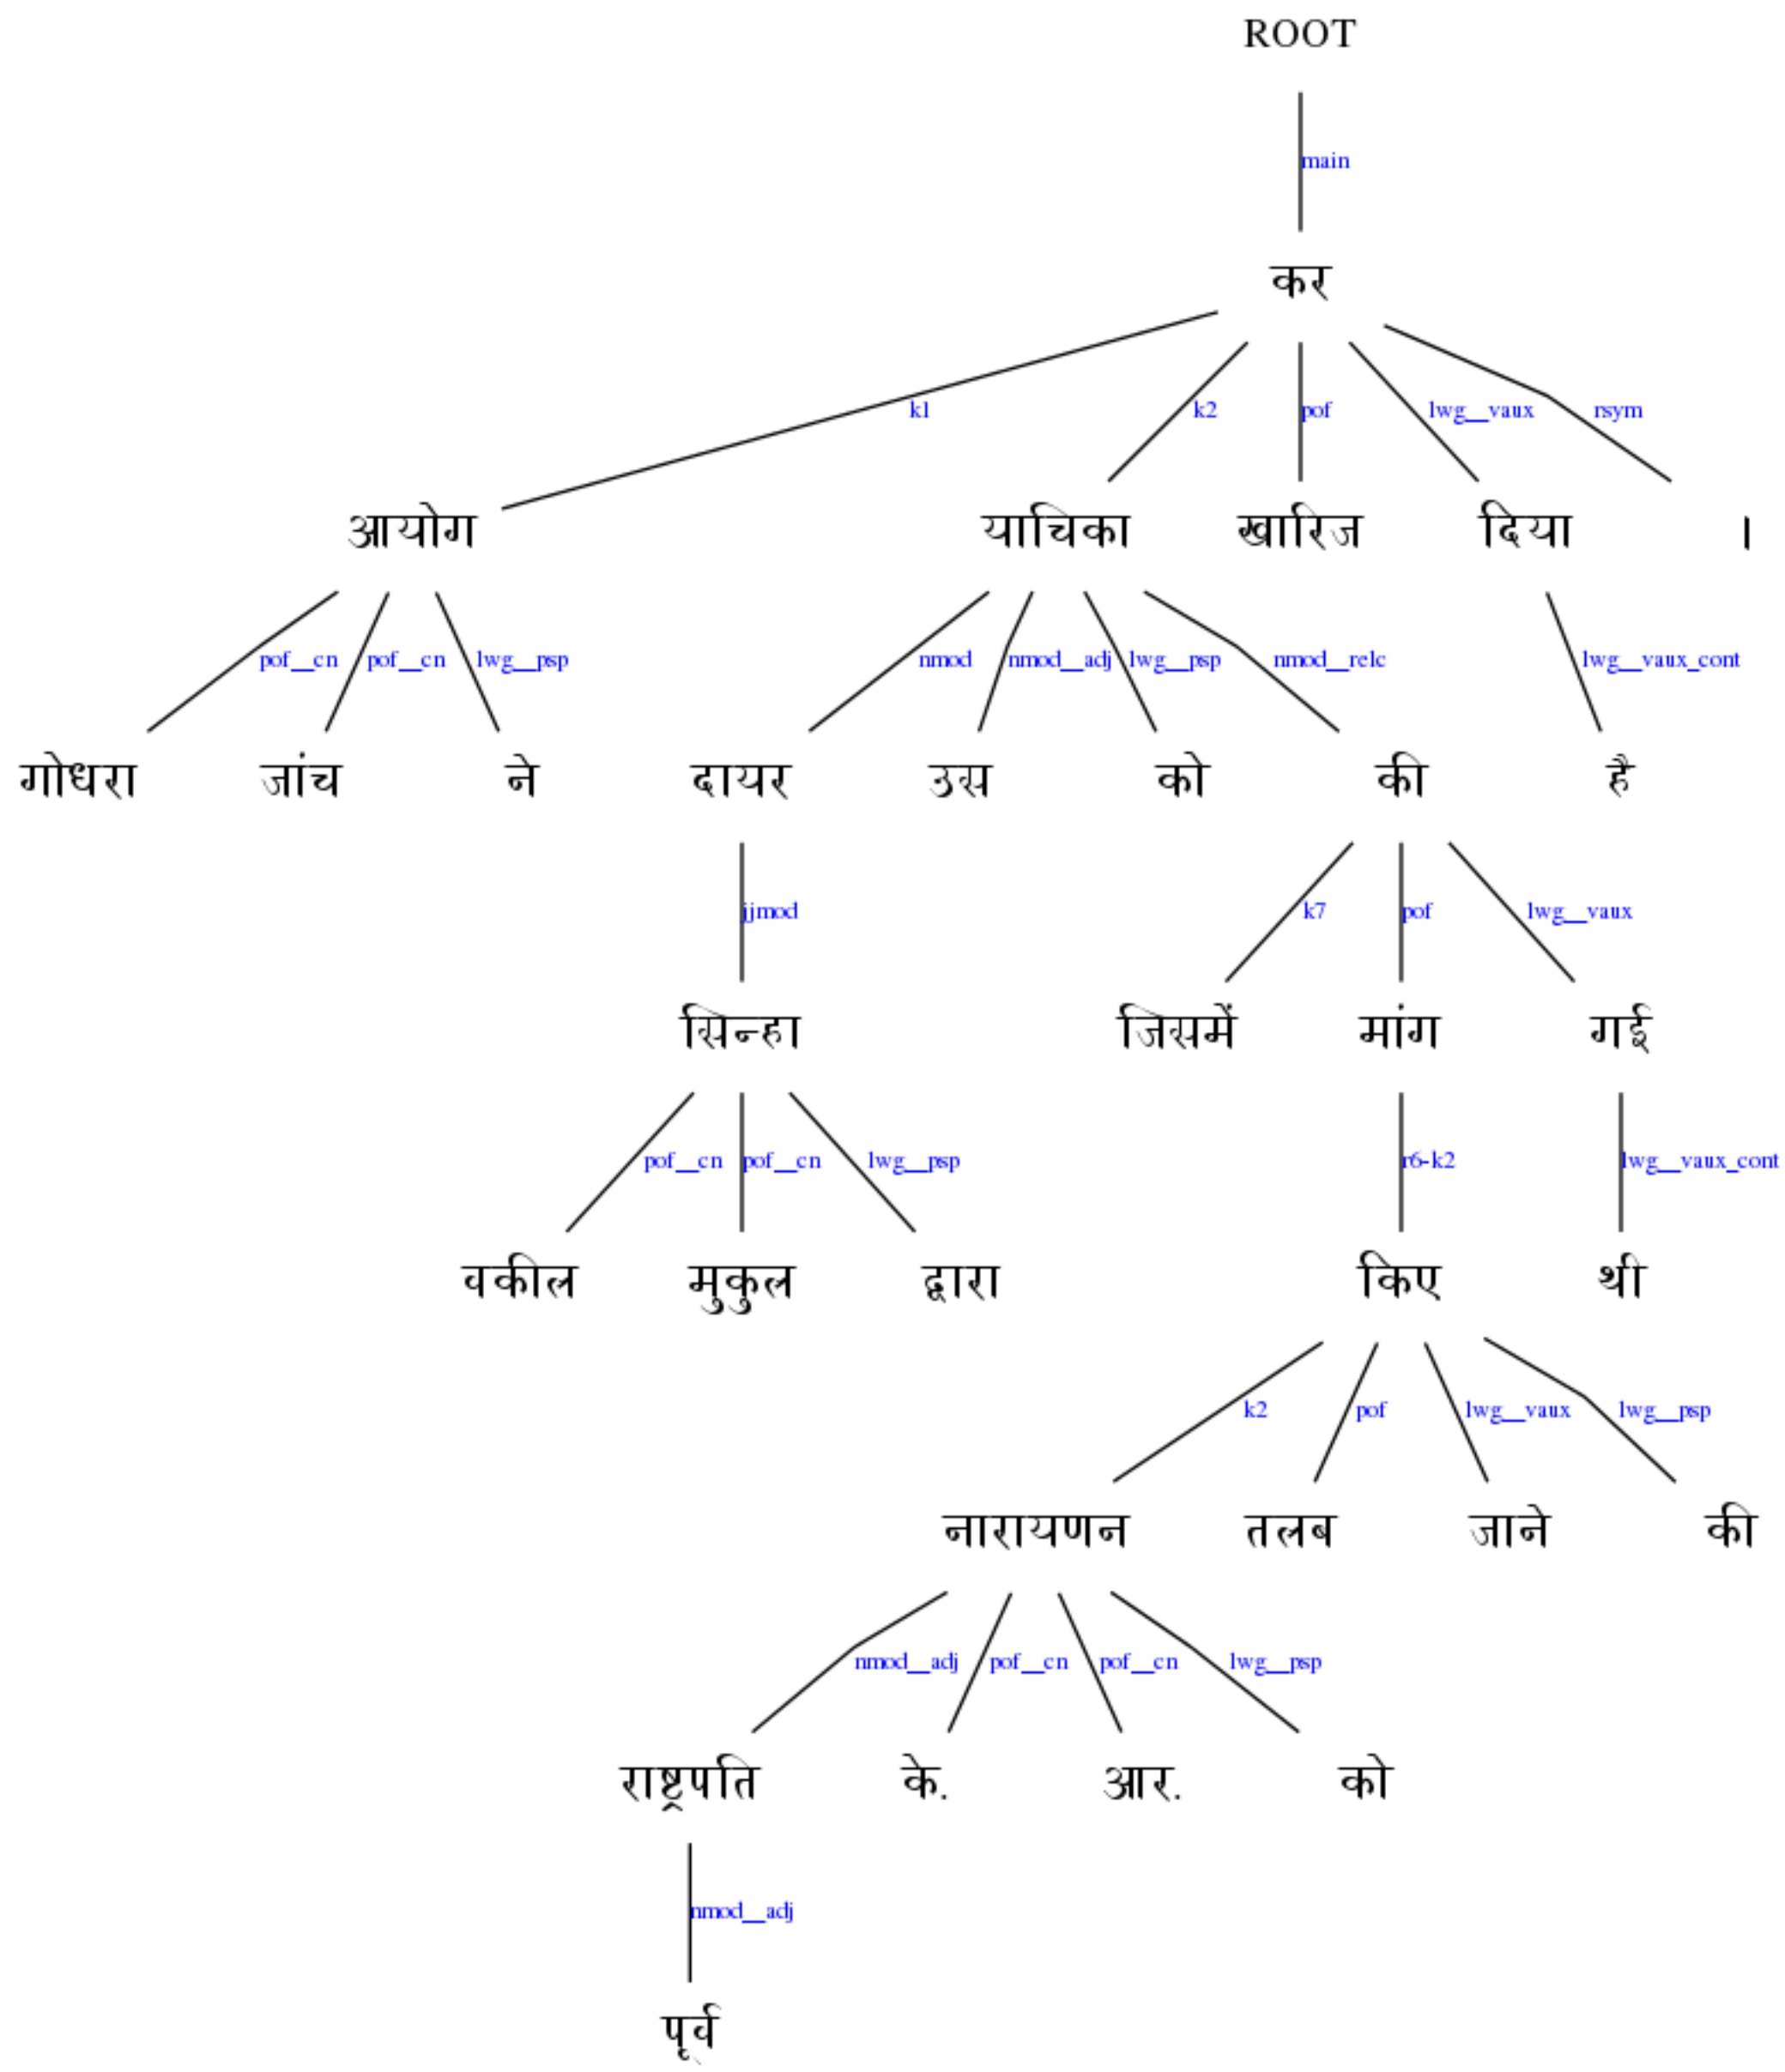 ROOT
main
कर
k1 k2 pof lwg__vaux rsym
आयोग याचिका खारिज दिया ।
pof__cn pof__cn lwg__psp nmod nmod__adj lwg__psp nmod__relc lwg__vaux_cont
गोधरा जांच ने दायर उस को की है
jjmod k7 pof lwg__vaux
सिन्हा जिसमें मांग गई
pof__cn pof__cn lwg__psp r6-k2 lwg__vaux_cont
वकील मुकुल द्वारा किए थी
k2 pof lwg__vaux lwg__psp
नारायणन तलब जाने की
nmod__adj pof__cn pof__cn lwg__psp
राष्ट्रपति के. आर. को
nmod__adj
पूर्व